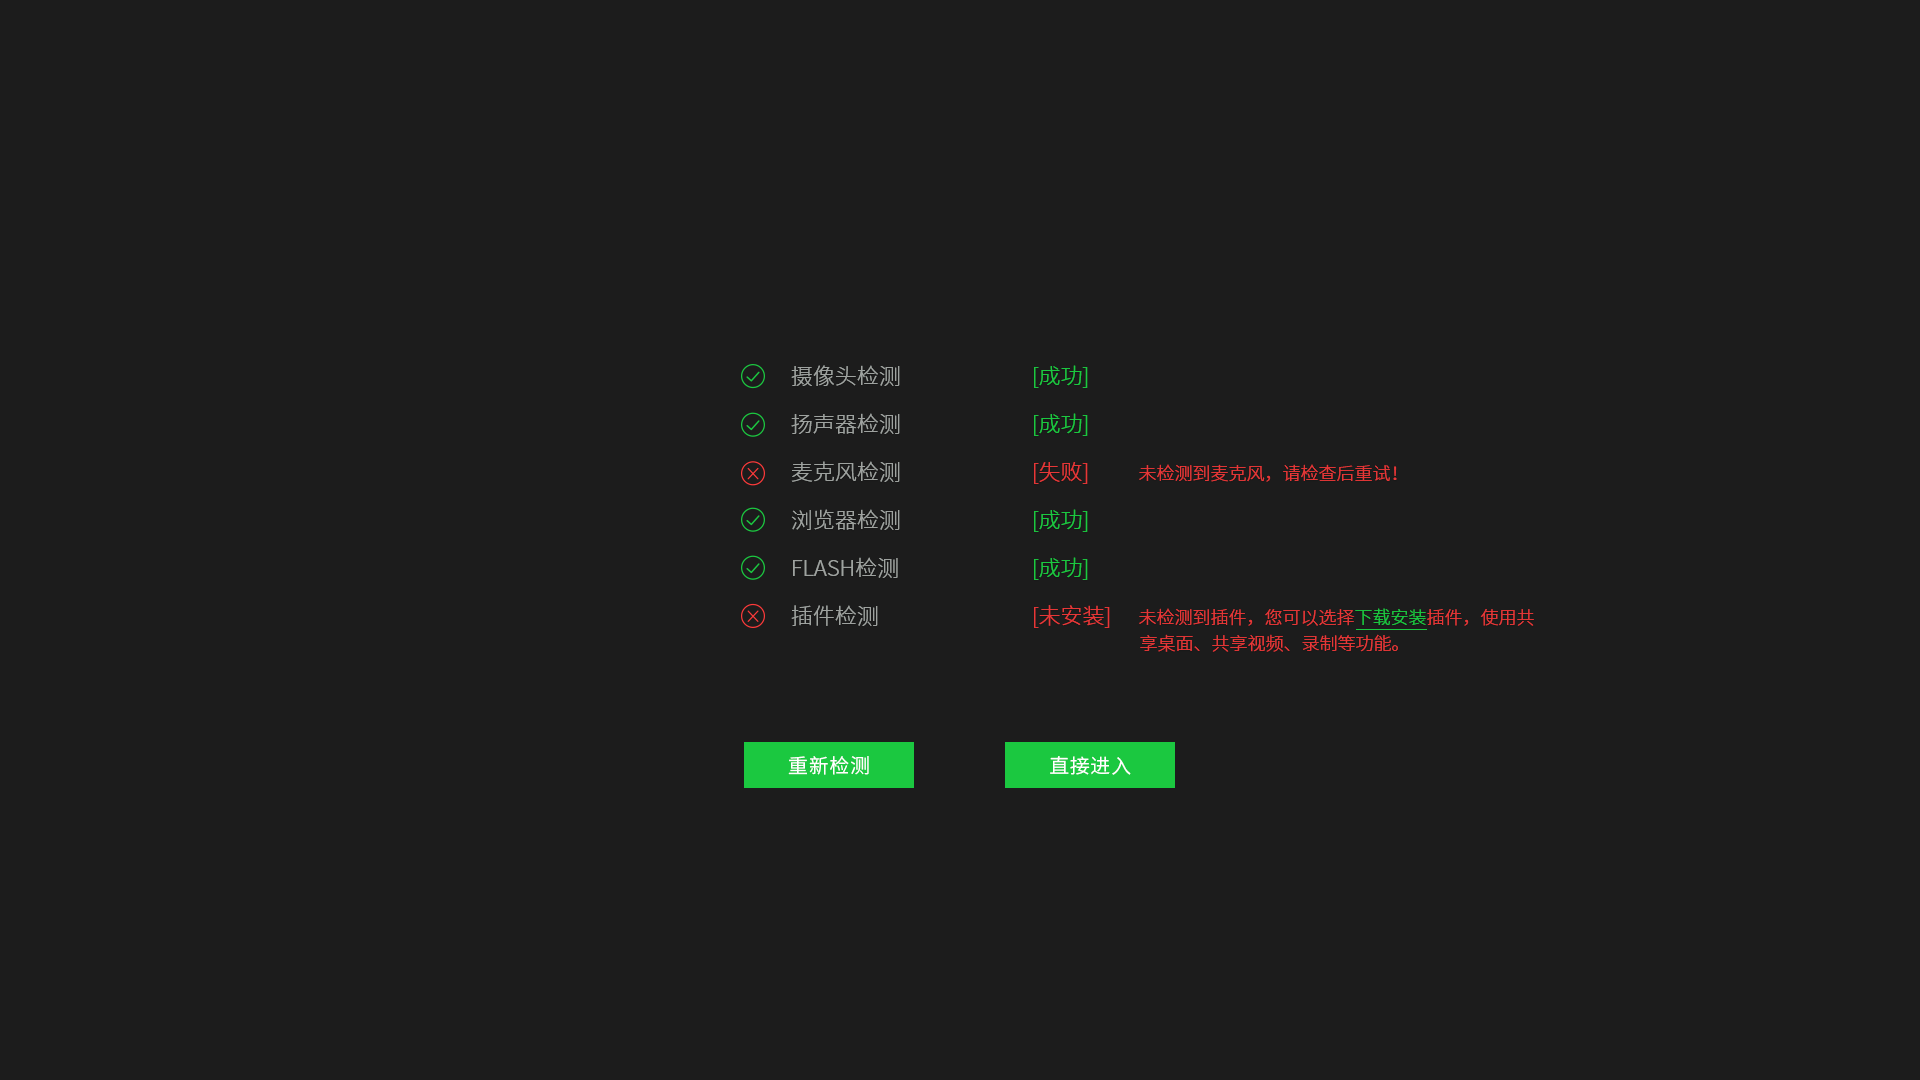 摄像头检测 [成功]
扬声器检测 [成功]
麦克风检测 [失败] 未检测到麦克风，请检查后重试！
浏览器检测 [成功]
FLASH检测 [成功]
插件检测 [未安装] 未检测到插件，您可以选择下载安装插件，使用共
享桌面、共享视频、录制等功能。
重新检测 直接进入